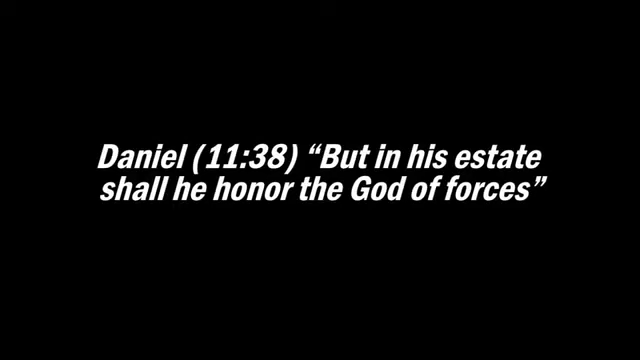 Daniel (11:38) “But in his estate
shall he honor the God of forces”